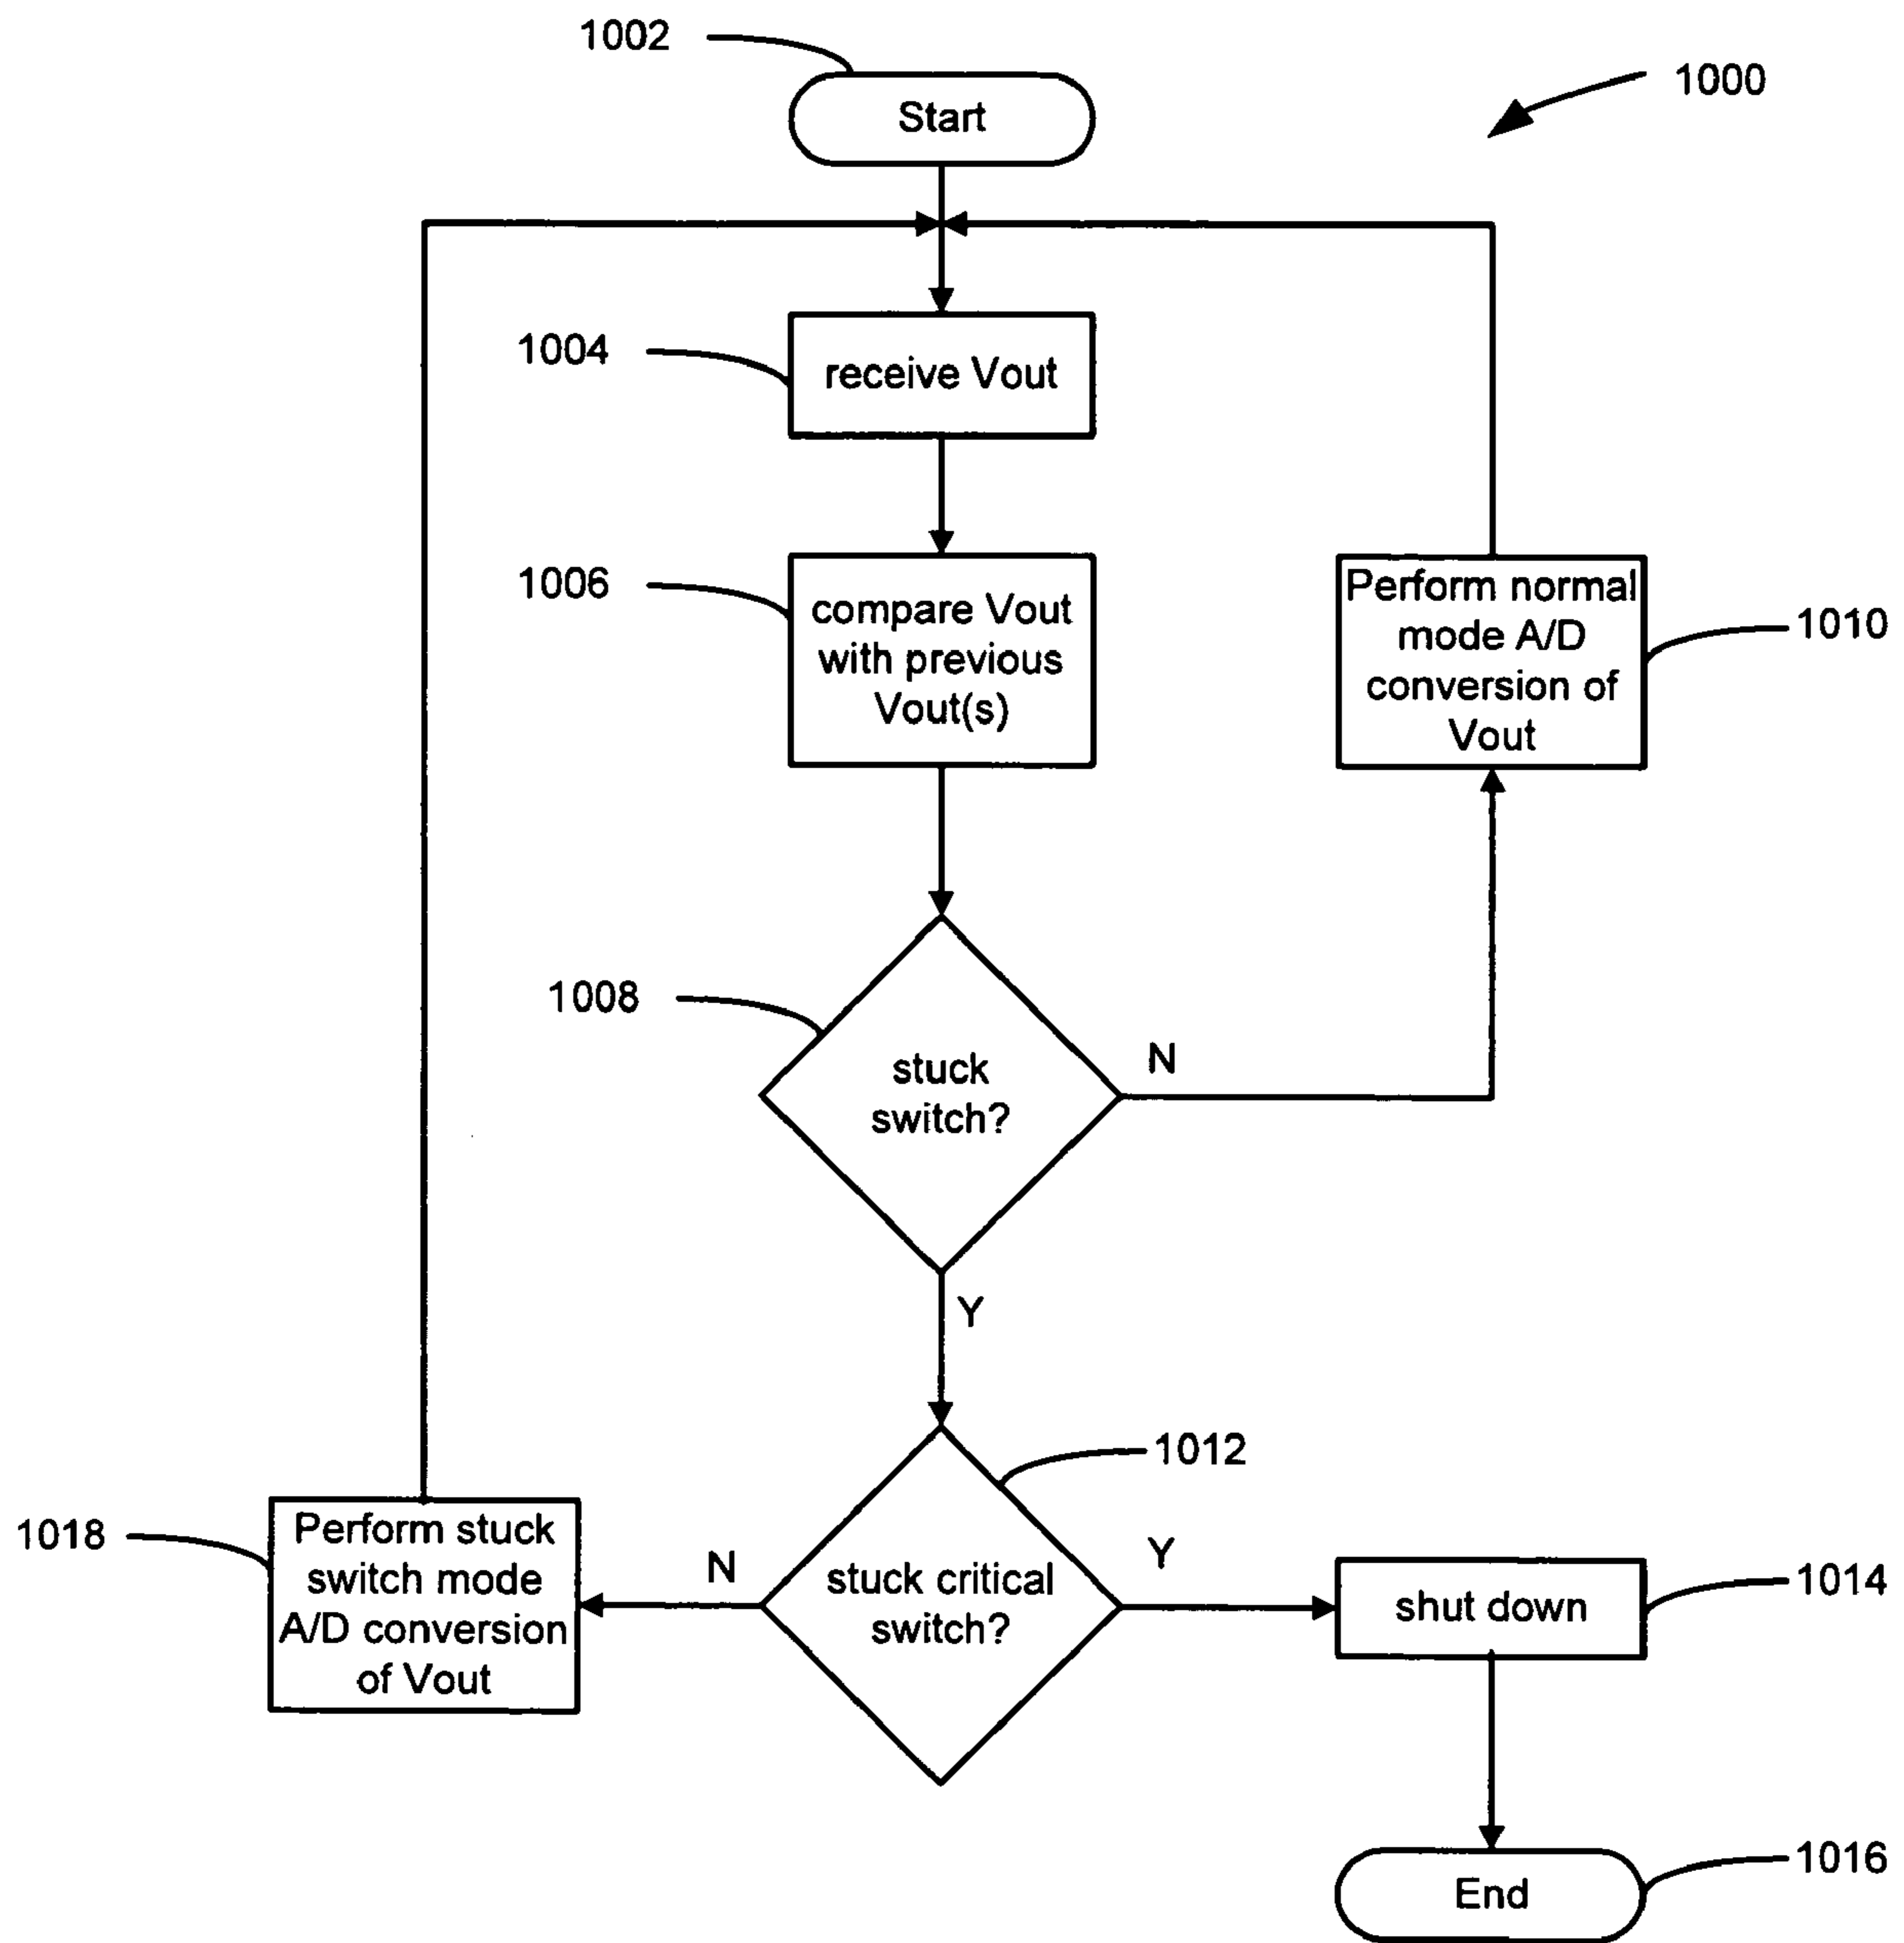 1002
Start
1000
1004
receive Vout
1006
compare Vout
with previous
Vout(s)
Perform normal
mode A/D
conversion of
Vout
1010
1008
stuck
switch?
N
Y
1012
1018
Perform stuck
switch mode
A/D conversion
of Vout
N
stuck critical
switch?
Y
shut down
1014
End
1016